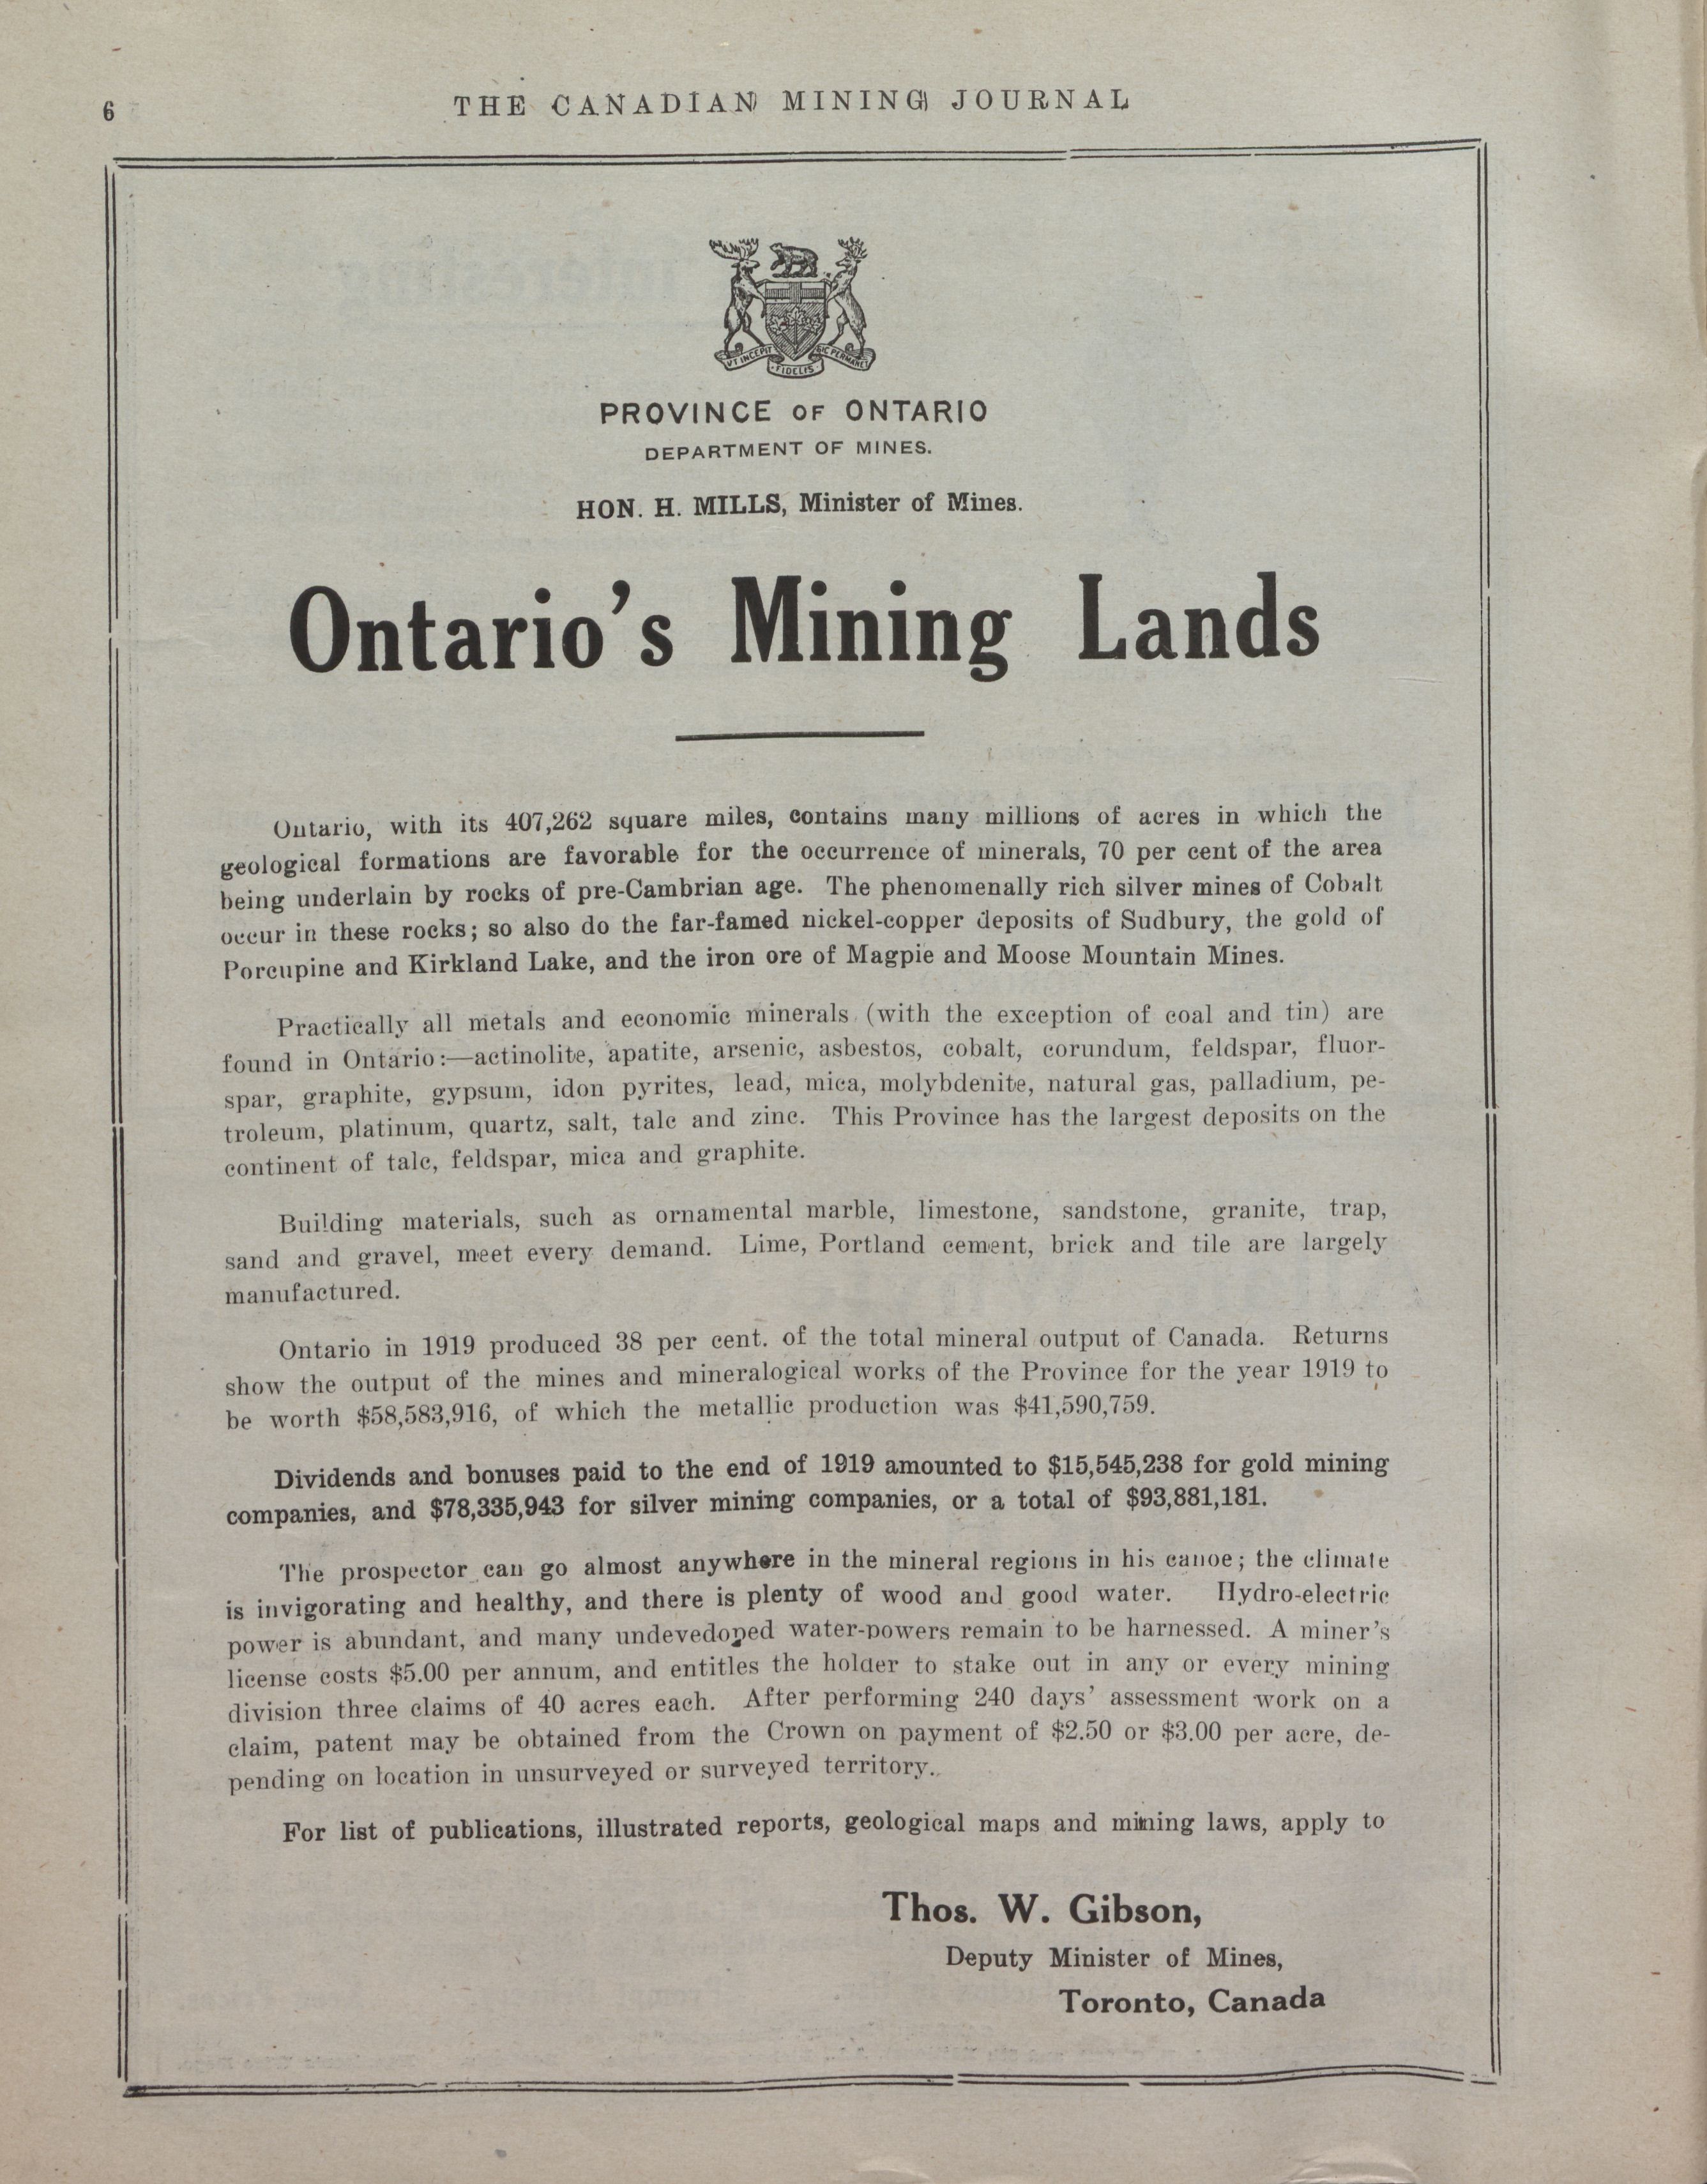 6
THE CANADIAN MINING JOURNAL
VT INCEPIT
FIDELIS
SIC PERMANET
PROVINCE OF ONTARIO
DEPARTMENT OF MINES.
HON. H. MILLS, Minister of Mines.
Ontario's Mining Lands
Ontario, with its 407,262 square miles, contains many millions of acres in which the
geological formations are favorable for the occurrence of minerals, 70 per cent of the area
being underlain by rocks of pre-Cambrian age. The phenomenally rich silver mines of Cobalt
occur in these rocks; so also do the far-famed nickel-copper deposits of Sudbury, the gold of
Porcupine and Kirkland Lake, and the iron ore of Magpie and Moose Mountain Mines.
Practically all metals and economic minerals (with the exception of coal and tin) are
found in Ontario:—actinolite, apatite, arsenic, asbestos, cobalt, corundum, feldspar, fluor-
spar, graphite, gypsum, idon pyrites, lead, mica, molybdenite, natural gas, palladium, pe-
troleum, platinum, quartz, salt, talc and zinc. This Province has the largest deposits on the
continent of talc, feldspar, mica and graphite.
Building materials, such as ornamental marble, limestone, sandstone, granite, trap,
sand and gravel, meet every demand. Lime, Portland cement, brick and tile are largely
manufactured.
Ontario in 1919 produced 38 per cent. of the total mineral output of Canada. Returns
show the output of the mines and mineralogical works of the Province for the year 1919 to
be worth $58,583,916, of which the metallic production was $41,590,759.
Dividends and bonuses paid to the end of 1919 amounted to $15,545,238 for gold mining
companies, and $78,335,943 for silver mining companies, or a total of $93,881,181.
The prospector can go almost anywhere in the mineral regions in his canoe; the climate
is invigorating and healthy, and there is plenty of wood and good water. Hydro-electric
power is abundant, and many undevedoped water-powers remain to be harnessed. A miner's
license costs $5.00 per annum, and entitles the holder to stake out in any or every mining
division three claims of 40 acres each. After performing 240 days' assessment work on a
claim, patent may be obtained from the Crown on payment of $2.50 or $3.00 per acre, de-
pending on location in unsurveyed or surveyed territory.
For list of publications, illustrated reports, geological maps and mining laws, apply to
Thos. W. Gibson,
Deputy Minister of Mines,
Toronto, Canada